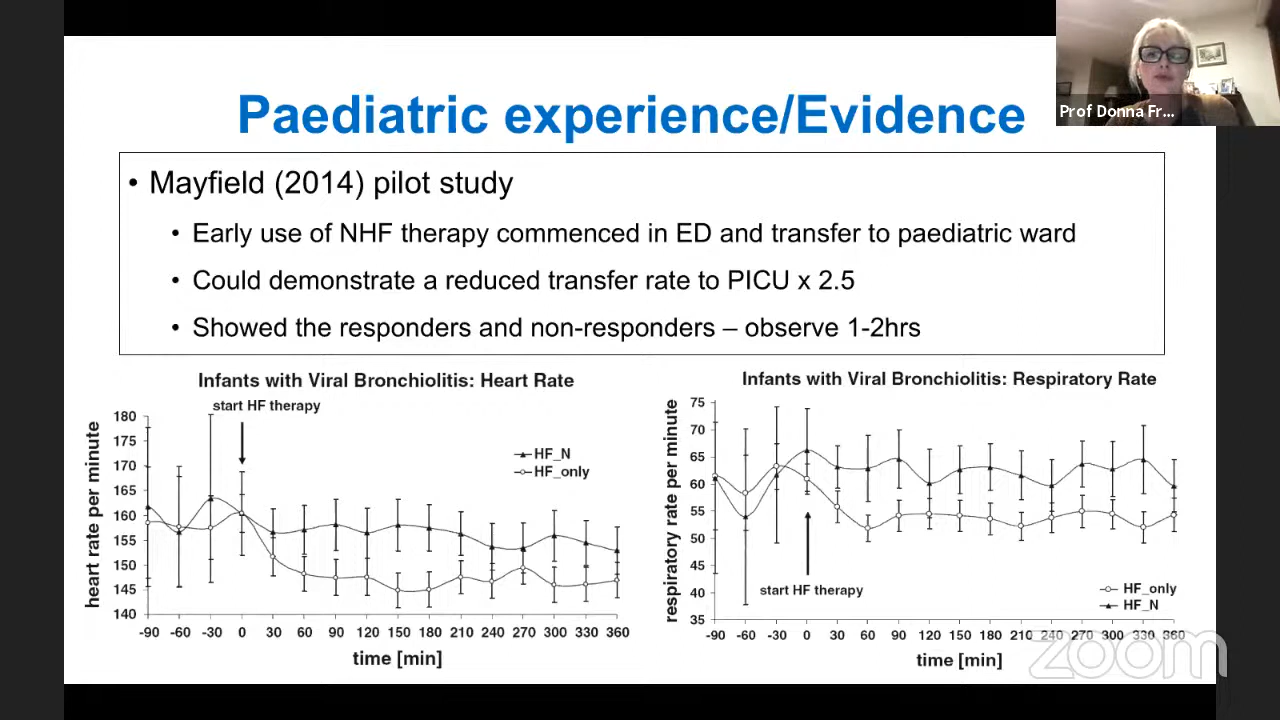 Paediatric experience/Evidence
Prof Donna Fr...
• Mayfield (2014) pilot study
• Early use of NHF therapy commenced in ED and transfer to paediatric ward
• Could demonstrate a reduced transfer rate to PICU x 2.5
• Showed the responders and non-responders – observe 1-2hrs
Infants with Viral Bronchiolitis: Heart Rate
start HF therapy
heart rate per minute
180
175
170
165
160
155
150
145
140
HF_N
HF_only
-90 -60 -30 0 30 60 90 120 150 180 210 240 270 300 330 360
time [min]
Infants with Viral Bronchiolitis: Respiratory Rate
respiratory rate per minute
75
70
65
60
55
50
45
40
35
start HF therapy
HF_only
HF_N
-90 -60 -30 0 30 60 90 120 150 180 210 240 270 300 330 360
time [min]
zoom